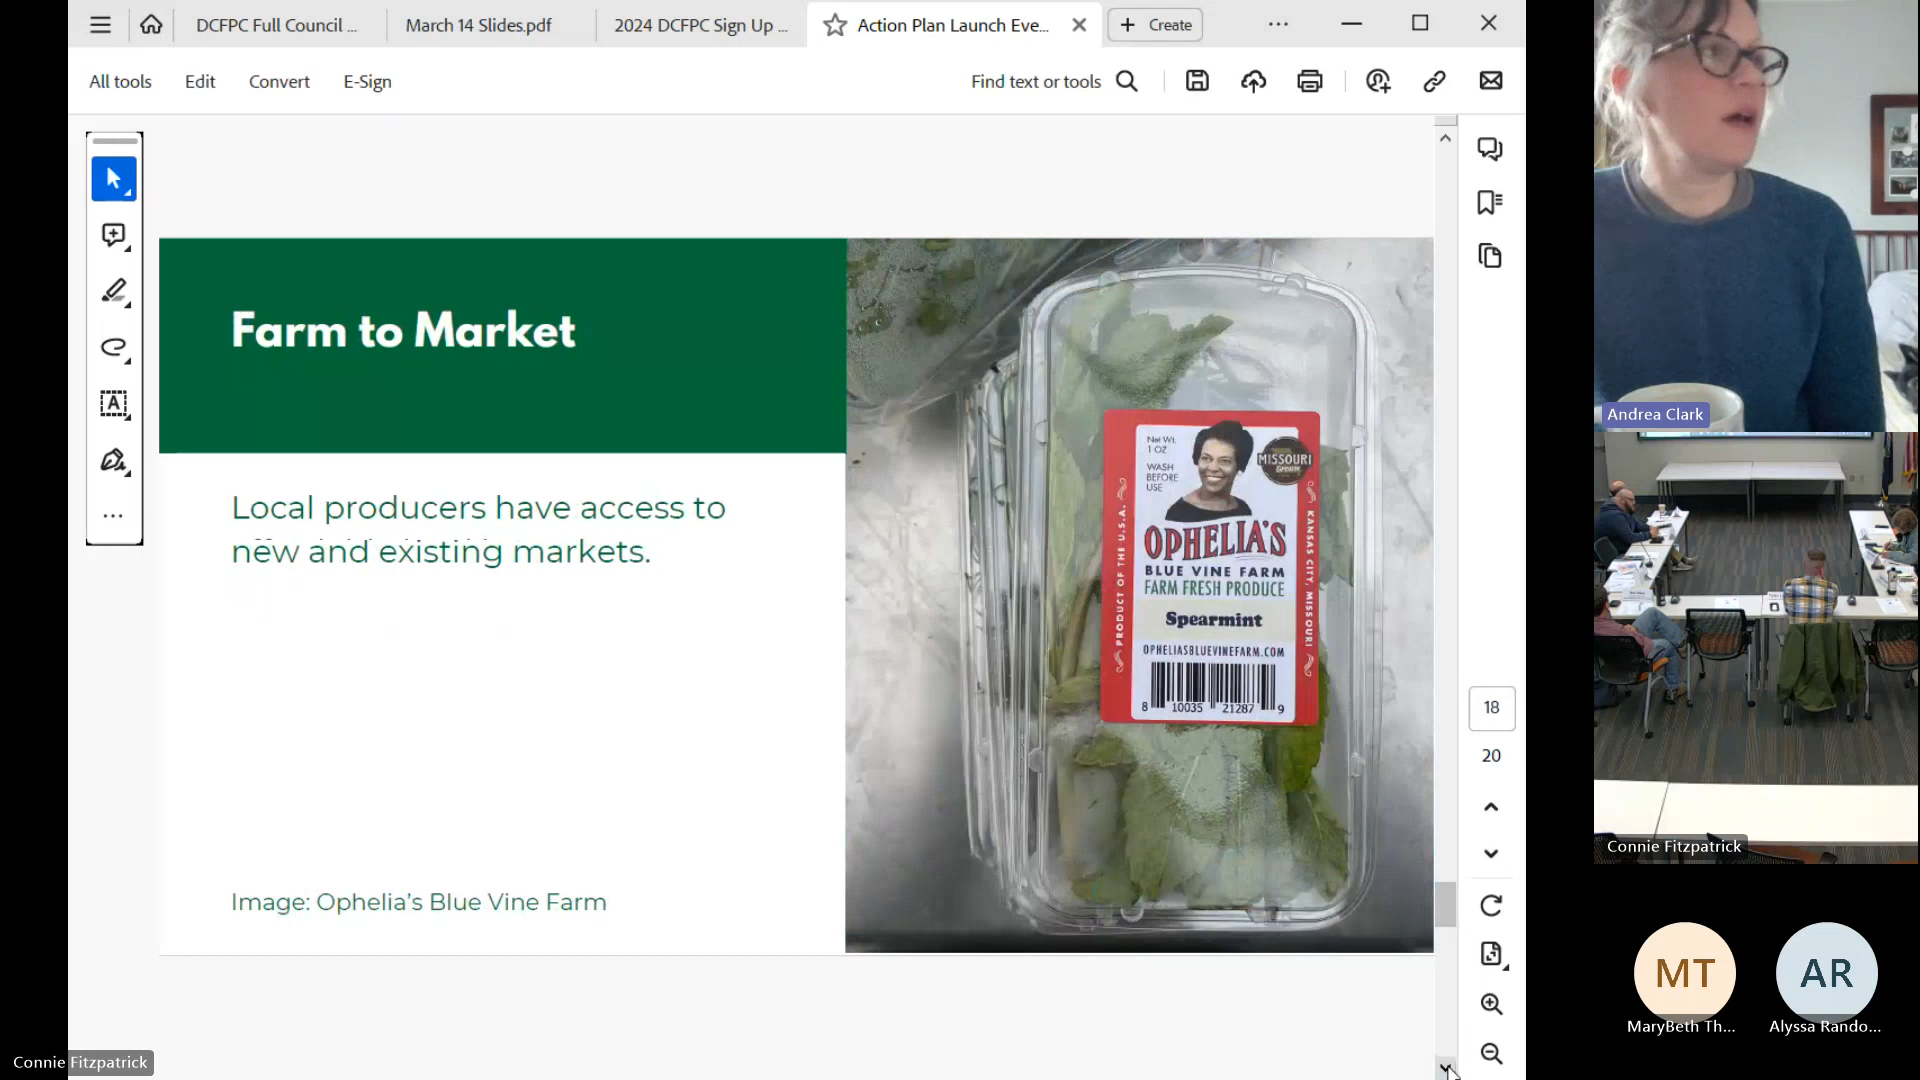 DCFPC Full Council ...
March 14 Slides.pdf
2024 DCFPC Sign Up ...
Action Plan Launch Eve...
Create
All tools
Edit
Convert
E-Sign
Find text or tools
Farm to Market
Local producers have access to
new and existing markets.
Image: Ophelia's Blue Vine Farm
Net Wt.
1 OZ
WASH
BEFORE
USE
MISSOURI
GROWN
PRODUCT OF THE U.S.A.
KANSAS CITY, MISSOURI
OPHELIA'S
BLUE VINE FARM
FARM FRESH PRODUCE
Spearmint
OPHELIASBLUEVINEFARM.COM
8 10035 21287 9
18
20
Andrea Clark
Connie Fitzpatrick
MT
AR
MaryBeth Th...
Alyssa Rando...
Connie Fitzpatrick